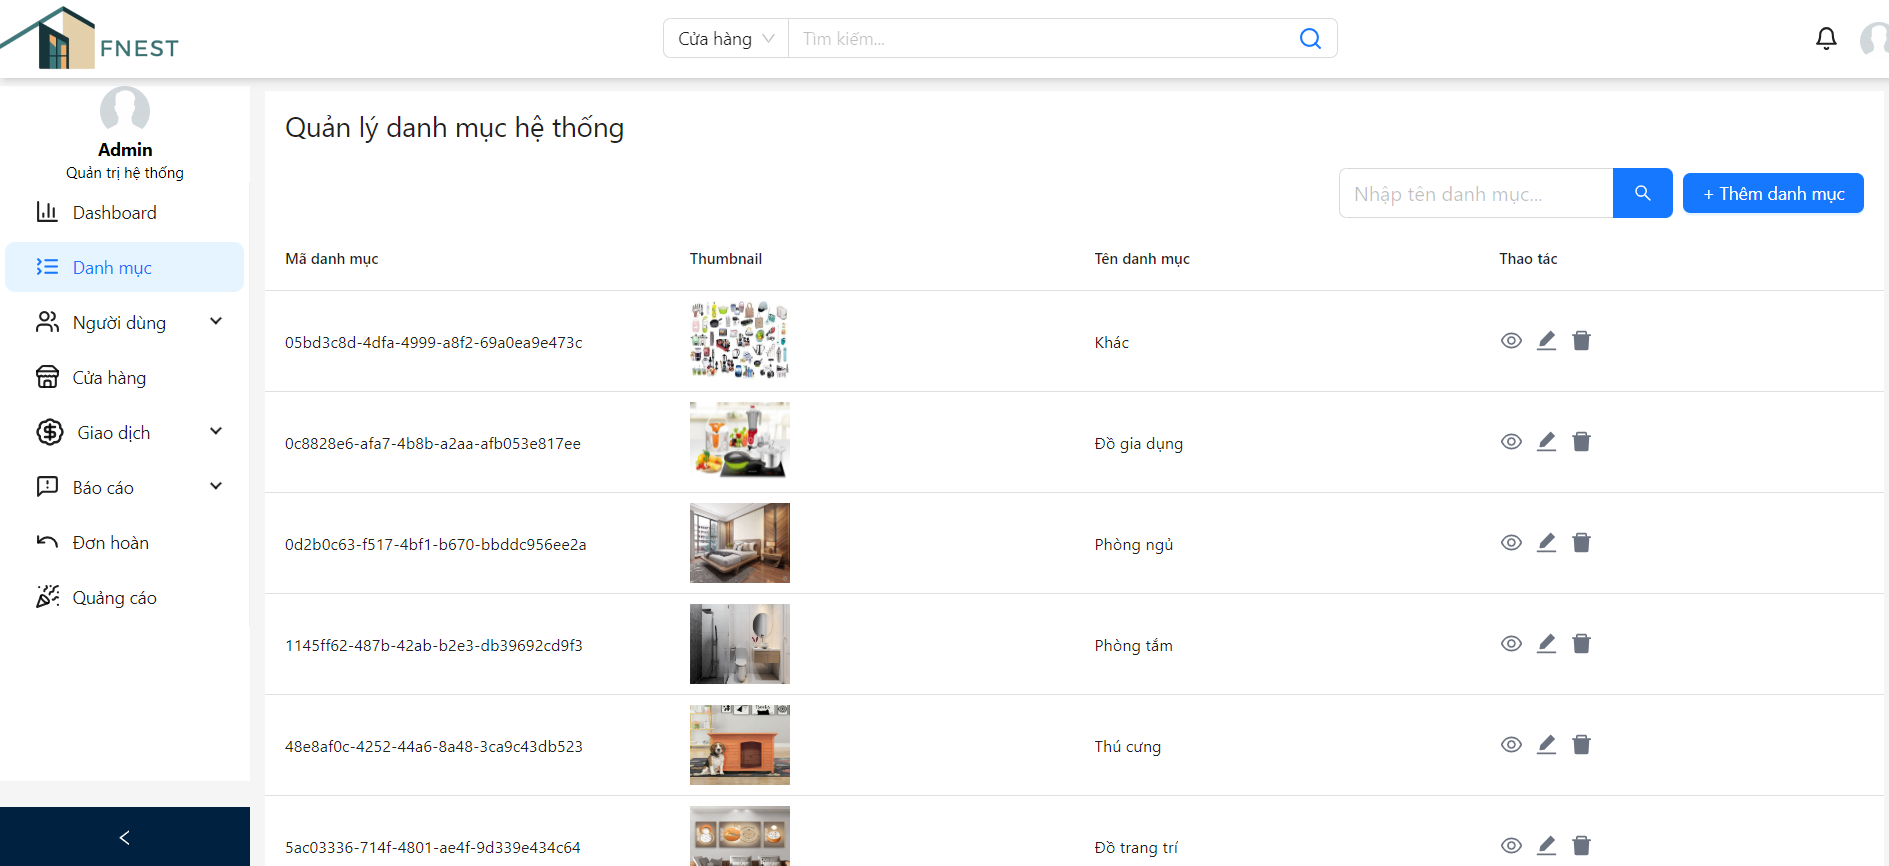 FNEST
Cửa hàng
Tìm kiếm...
Admin
Quản trị hệ thống
Dashboard
Danh mục
Người dùng
Cửa hàng
Giao dịch
Báo cáo
Đơn hoàn
Quảng cáo
Quản lý danh mục hệ thống
Nhập tên danh mục...
+ Thêm danh mục
Mã danh mục Thumbnail Tên danh mục Thao tác
05bd3c8d-4dfa-4999-a8f2-69a0ea9e473c Khác
0c8828e6-afa7-4b8b-a2aa-afb053e817ee Đồ gia dụng
0d2b0c63-f517-4bf1-b670-bbddc956ee2a Phòng ngủ
1145ff62-487b-42ab-b2e3-db39692cd9f3 Phòng tắm
48e8af0c-4252-44a6-8a48-3ca9c43db523 Thú cưng
5ac03336-714f-4801-ae4f-9d339e434c64 Đồ trang trí